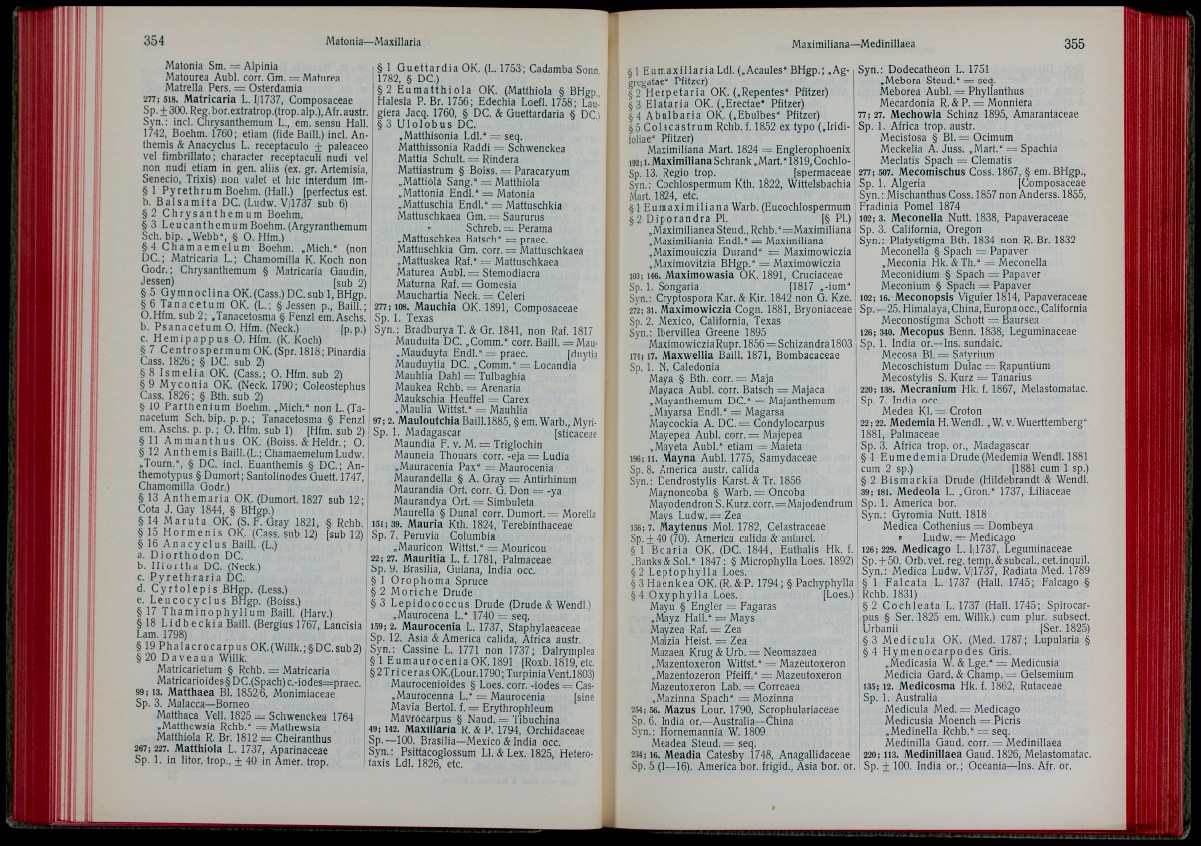 354
Matonia—Maxillaria
Matonia Sm. = Alpinia
Matourea Aubl. corr. Gm. = Maturea
Matrella Pers. = Osterdamia
277; 518. Matricaria L. I/1737, Composaceae
Sp. ± 300. Reg. bor.extratrop.(trop. alp.), Afr. austr.
Syn.: incl. Chrysanthemum L., em. sensu Hall.
1742, Boehm. 1760; etiam (fide Baill.) incl. An-
themis & Anacyclus L. receptaculo ± paleaceo
vel fimbrillato; character receptaculi nudi vel
non nudi etiam in gen. aliis (ex. gr. Artemisia,
Senecio, Trixis) non valet et hic interdum im-
§ 1 Pyrethrum Boehm. (Hall.) [perfectus est.
b. Balsamita DC. (Ludw. V/1737 sub 6)
§ 2 Chrysanthemum Boehm.
§ 3 Leucanthemum Boehm. (Argyranthemum
Sch. bip. „Webb“, § O. Hfm.)
§ 4 Chamaemelum Boehm. „Mich.“ (non
DC.; Matricaria L.; Chamomilla K. Koch non
Godr.; Chrysanthemum § Matricaria Gaudin,
Jessen) [sub 2)
§ 5 Gymnoclina OK. (Cass.) DC. sub 1, BHgp.
§ 6 Tanacetum OK. (L.; § Jessen p., Baill.;
O. Hfm. sub 2; „Tanacetosma § Fenzl em. Aschs.
b. Psanacetum O. Hfm. (Neck.) [p. p.)
c. Hemipappus O. Hfm. (K. Koch)
§ 7 Centrospermum OK. (Spr. 1818; Pinardia
Cass. 1826; § DC. sub 2)
§ 8 Ismelia OK. (Cass.; O. Hfm. sub 2)
§ 9 Myconia OK. (Neck. 1790; Coleostephus
Cass. 1826; § Bth. sub 2)
§ 10 Parthenium Boehm. „Mich.“ non L. (Ta-
nacetum Sch. bip. p. p.; Tanacetosma § Fenzl
em. Aschs. p. p.; O. Hfm. sub 1) [Hfm. sub 2)
§ 11 Ammanthus OK. (Boiss. & Heldr.; O.
§ 12 Anthemis Baill. (L.; Chamaemelum Ludw.
„Tourn.“, § DC. incl. Euanthemis § DC.; An-
themotypus § Dumort; Santolinodes Guett. 1747,
Chamomilla Godr.)
§ 13 Anthemaria OK. (Dumort. 1827 sub 12;
Cota J. Gay 1844, § BHgp.)
§ 14 Maruta OK. (S. F. Gray 1821, § Rchb.
§ 15 Hormenis OK. (Cass. sub 12) [sub 12)
§ 16 Anacyclus Baill. (L.)
a. Diorthodon DC.
b. Hiorthia DC. (Neck.)
c. Pyrethraria DC.
d. Cyrtolepis BHgp. (Less.)
e. Leucocyclus BHgp. (Boiss.)
§ 17 Thaminophyllum Baill. (Harv.)
§ 18 Lidbeckia Baill. (Bergius 1767, Lancisia
Lam. 1798)
§ 19 Phalacrocarpus OK. (Willk.; § DC. sub 2)
§ 20 Daveaua Willk.
Matricarietum § Rchb. = Matricaria
Matricarioides § DC. (Spach) c.-iodes=praec.
99; 13. Matthaea Bl. 1852/6, Monimiaceae
Sp. 3. Malacca—Borneo
Matthaca Vell. 1825 = Schwenckea 1764
„Matthewsia Rchb.“ = Mathewsia
Matthiola R. Br. 1812 = Cheiranthus
267; 227. Matthiola L. 1737, Aparinaceae
Sp. 1. in litor. trop., ± 40 in Amer. trop.
§ 1 Guettardia OK. (L. 1753; Cadamba Sonn.
1782, § DC.)
§ 2 Eumatthiola OK. (Matthiola § BHgp.,
Halesia P. Br. 1756; Edechia Loefl. 1758; Lau-
giera Jacq. 1760, § DC. & Guettardaria § DC.)
§ 3 Ulolobus DC.
„Matthisonia Ldl.“ = seq.
Matthissonia Raddi = Schwenckea
Mattia Schult. = Rindera
Mattiastrum § Boiss. = Paracaryum
„Mattiola Sang.“ = Matthiola
„Mattonia Endl.“ = Matonia
„Mattuschia Endl.“ = Mattuschkia
Mattuschkaea Gm. = Saururus
„ Schreb. = Perama
„Mattuschkea Batsch“ = praec.
Mattuschkia Gm. corr. = Mattuschkaea
„Mattuskea Raf.“ = Mattuschkaea
Maturea Aubl. = Stemodiacra
Maturna Raf. = Gomesia
Mauchartia Neck. = Celeri
277; 108. Mauchia OK. 1891, Composaceae
Sp. 1. Texas
Syn.: Bradburya T. & Gr. 1841, non Raf. 1817
Mauduita DC. „Comm.“ corr. Baill. = Mau-
„Mauduyta Endl.“ = praec. [duytia
Mauduytia DC. „Comm.“ = Locandia
Mauhlia Dahl = Tulbaghia
Maukea Rchb. = Arenaria
Maukschia Heuffel = Carex
„Maulia Wittst.“ = Mauhlia
97; 2. Mauloutchia Baill. 1885, § em. Warb., Myri-
Sp. 1. Madagascar [sticaceae
Maundia F. v. M. = Triglochin
Mauneia Thouars corr. -eja = Ludia
„Mauracenia Pax“ = Maurocenia
Maurandella § A. Gray = Antirhinum
Maurandia Ort. corr. G. Don = -ya
Maurandya Ort. = Simbuleta
Maurella § Dunal corr. Dumort. = Morella
151; 39. Mauria Kth. 1824, Terebinthaceae
Sp. 7. Peruvia Columbia
„Mauricon Wittst.“ = Mouricou
22; 27. Mauritia L. f. 1781, Palmaceae
Sp. 9. Brasilia, Guiana, India occ.
§ 1 Orophoma Spruce
§ 2 Moriche Drude
§ 3 Lepidococcus Drude (Drude & Wendl.)
„Maurocena L.“ 1740 = seq.
159; 2. Maurocenia L. 1737, Staphylaeaceae
Sp. 12. Asia & America calida, Africa austr.
Syn.: Cassine L. 1771 non 1737; Dalrymplea
§ 1 Eumaurocenia OK. 1891 [Roxb. 1819, etc.
§ 2 Triceras OK. (Lour. 1790; Turpinia Vent. 1803)
Maurocenioides § Loes. corr. -iodes = Cas-
„Maurocenna L.“ = Maurocenia [sine
Mavia Bertol. f. = Erythrophleum
Mavrocarpus § Naud. = Tibuchina
49; 142. Maxillaria R. & P. 1794, Orchidaceae
Sp. —100. Brasilia—Mexico & India occ.
Syn.: Psittacoglossum Ll. & Lex. 1825, Hetero-
taxis Ldl. 1826, etc.
Maximiliana—Medinillaea
355
§ 1 Eumaxillaria Ldl. („Acaules“ BHgp.; „Ag-
gregatae“ Pfitzer)
§ 2 Herpetaria OK. („Repentes“ Pfitzer)
§ 3 Elataria OK. („Erectae“ Pfitzer)
§ 4 Abulbaria OK. („Ebulbes“ Pfitzer)
§ 5 Colacastrum Rchb. f. 1852 ex typo („Iridi-
foliae“ Pfitzer)
Maximiliana Mart. 1824 = Englerophoenix
192; 1. Maximiliana Schrank „Mart.“ 1819, Cochlo-
Sp. 13. Regio trop. [spermaceae
Syn.: Cochlospermum Kth. 1822, Wittelsbachia
Mart. 1824, etc.
§ 1 Eumaximiliana Warb. (Eucochlospermum
§ 2 Diporandra Pl. [§ Pl.)
„Maximilianea Steud., Rchb.“=Maximiliana
„Maximiliania Endl.“ = Maximiliana
„Maximouiczia Durand“ = Maximowiczia
„Maximovitzia BHgp.“ = Maximowiczia
103; 146. Maximowasia OK. 1891, Cruciaceae
Sp. 1. Songaria [1817 „-ium“
Syn.: Cryptospora Kar. & Kir. 1842 non G. Kze.
272; 31. Maximowiczia Cogn. 1881, Bryoniaceae
Sp. 2. Mexico, California, Texas
Syn.: Ibervillea Greene 1895
Maximowiczia Rupr. 1856 = Schizandra 1803
171; 17. Maxwellia Baill. 1871, Bombacaceae
Sp. 1. N. Caledonia
Maya § Bth. corr. = Maja
Mayaca Aubl. corr. Batsch = Majaca
„Mayanthemum DC.“ = Majanthemum
„Mayarsa Endl.“ = Magarsa
Maycockia A. DC. = Condylocarpus
Mayepea Aubl. corr. = Majepea
„Mayeta Aubl.“ etiam = Maieta
196; 11. Mayna Aubl. 1775, Samydaceae
Sp. 8. America austr. calida
Syn.: Dendrostylis Karst. & Tr. 1856
Maynoncoba § Warb. = Oncoba
Mayodendron S. Kurz. corr. = Majodendrum
Mays Ludw. = Zea
156; 7. Maytenus Mol. 1782, Celastraceae
Sp. ± 40 (70). America calida & antarct.
§ 1 Bcaria OK. (DC. 1844, Euthalis Hk. f.
„Banks & Sol.“ 1847; § Microphylla Loes. 1892)
§ 2 Leptophylla Loes.
§ 3 Haenkea OK. (R. & P. 1794; § Pachyphylla
§ 4 Oxyphylla Loes. [Loes.)
Mayu § Engler = Fagaras
„Mayz Hall.“ = Mays
Mayzea Raf. = Zea
Maizia Heist. = Zea
Mazaea Krug & Urb. = Neomazaea
„Mazentoxeron Wittst.“ = Mazeutoxeron
„Mazentozeron Pfeiff.“ = Mazeutoxeron
Mazeutoxeron Lab. = Correaea
„Mazinna Spach“ = Mozinna
254; 56. Mazus Lour. 1790, Scrophulariaceae
Sp. 6. India or.—Australia—China
Syn.: Hornemannia W. 1809
Meadea Steud. = seq.
234; 16. Meadia Catesby 1748, Anagallidaceae
Sp. 5 (1—16). America bor. frigid., Asia bor. or.
Syn.: Dodecatheon L. 1751
„Mebora Steud.“ = seq.
Meborea Aubl. = Phyllanthus
Mecardonia R. & P. = Monniera
77; 27. Mechowia Schinz 1895, Amarantaceae
Sp. 1. Africa trop. austr.
Mecistosa § Bl. = Ocimum
Meckelia A. Juss. „Mart.“ = Spachia
Meclatis Spach = Clematis
277; 507. Mecomischus Coss. 1867, § em. BHgp.,
Sp. 1. Algeria [Composaceae
Syn.: Mischanthus Coss. 1857 non Anderss. 1855,
Fradinia Pomel 1874
102; 3. Meconella Nutt. 1838, Papaveraceae
Sp. 3. California, Oregon
Syn.: Platystigma Bth. 1834 non R. Br. 1832
Meconella § Spach = Papaver
„Meconia Hk. & Th.“ = Meconella
Meconidium § Spach = Papaver
Meconium § Spach = Papaver
102; 16. Meconopsis Viguier 1814, Papaveraceae
Sp.—25. Himalaya, China, Europa occ., California
Meconostigma Schott = Baursea
126; 340. Mecopus Benn. 1838, Leguminaceae
Sp. 1. India or.—Ins. sundaic.
Mecosa Bl. = Satyrium
Mecoschistum Dulac = Rapuntium
Mecostylis S. Kurz = Tanarius
220; 138. Mecranium Hk. f. 1867, Melastomatac.
Sp. 7. India occ.
Medea Kl. = Croton
22; 22. Medemia H. Wendl. „W. v. Wuerttemberg“
1881, Palmaceae
Sp. 3. Africa trop. or., Madagascar
§ 1 Eumedemia Drude (Medemia Wendl. 1881
cum 2 sp.) [1881 cum 1 sp.)
§ 2 Bismarkia Drude (Hildebrandt & Wendl.
39; 181. Medeola L. „Gron.“ 1737, Liliaceae
Sp. 1. America bor.
Syn.: Gyromia Nutt. 1818
Medica Cothenius = Dombeya
„ Ludw. = Medicago
126; 229. Medicago L. I/1737, Leguminaceae
Sp. ± 50. Orb. vet. reg. temp. & subcal., cet. inquil.
Syn.: Medica Ludw. V/1737, Radiata Med. 1789
§ 1 Falcata L. 1737 (Hall. 1745; Falcago §
Rchb. 1831)
§ 2 Cochleata L. 1737 (Hall. 1745; Spirocar-
pus § Ser. 1825 em. Willk.) cum plur. subsect.
Urbanii [Ser. 1825)
§ 3 Medicula OK. (Med. 1787; Lupularia §
§ 4 Hymenocarpodes Gris.
„Medicasia W. & Lge.“ = Medicusia
Medicia Gard. & Champ. = Gelsemium
135; 12. Medicosma Hk. f. 1862, Rutaceae
Sp. 1. Australia
Medicula Med. = Medicago
Medicusia Moench = Picris
„Medinella Rchb.“ = seq.
Medinilla Gaud. corr. = Medinillaea
220; 113. Medinillaea Gaud. 1826, Melastomatac.
Sp. ± 100. India or.; Oceania—Ins. Afr. or.